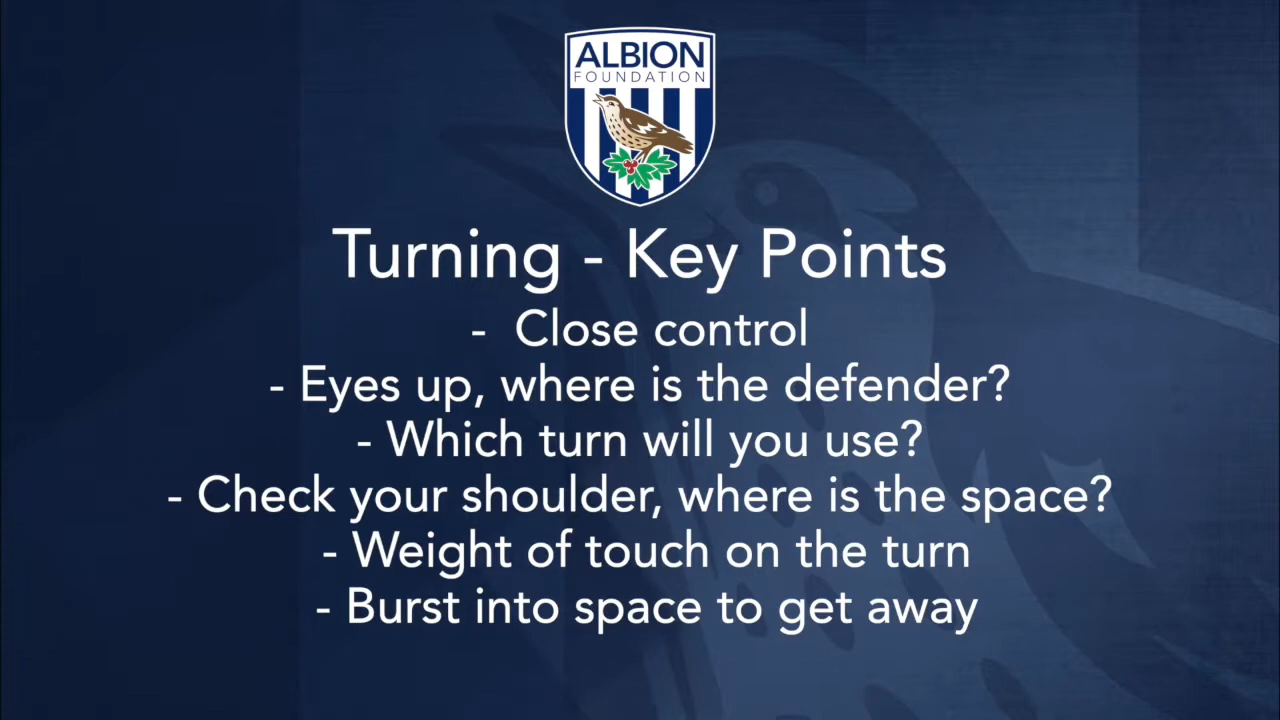 ALBION
FOUNDATION
Turning - Key Points
- Close control
- Eyes up, where is the defender?
- Which turn will you use?
- Check your shoulder, where is the space?
- Weight of touch on the turn
- Burst into space to get away